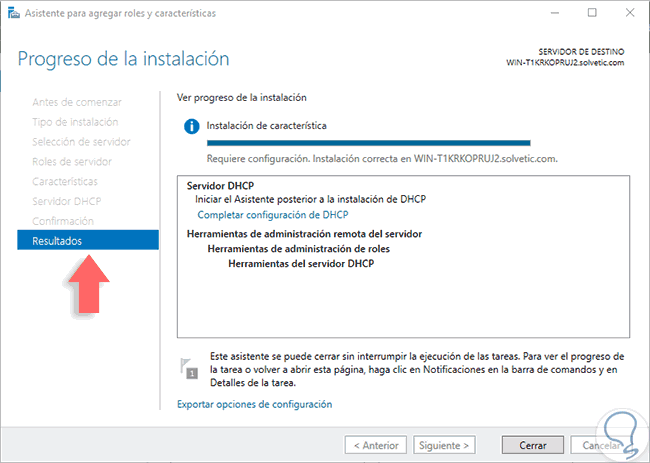 Asistente para agregar roles y características
Progreso de la instalación
SERVIDOR DE DESTINO
WIN-T1KRKOPRUJ2.solvetic.com
Antes de comenzar
Tipo de instalación
Selección de servidor
Roles de servidor
Características
Servidor DHCP
Confirmación
Resultados
Ver progreso de la instalación
Instalación de característica
Requiere configuración. Instalación correcta en WIN-T1KRKOPRUJ2.solvetic.com.
Servidor DHCP
Iniciar el Asistente posterior a la instalación de DHCP
Completar configuración de DHCP
Herramientas de administración remota del servidor
Herramientas de administración de roles
Herramientas del servidor DHCP
1
Este asistente se puede cerrar sin interrumpir la ejecución de las tareas. Para ver el progreso de
la tarea o volver a abrir esta página, haga clic en Notificaciones en la barra de comandos y en
Detalles de la tarea.
Exportar opciones de configuración
< Anterior
Siguiente >
Cerrar
Cancelar